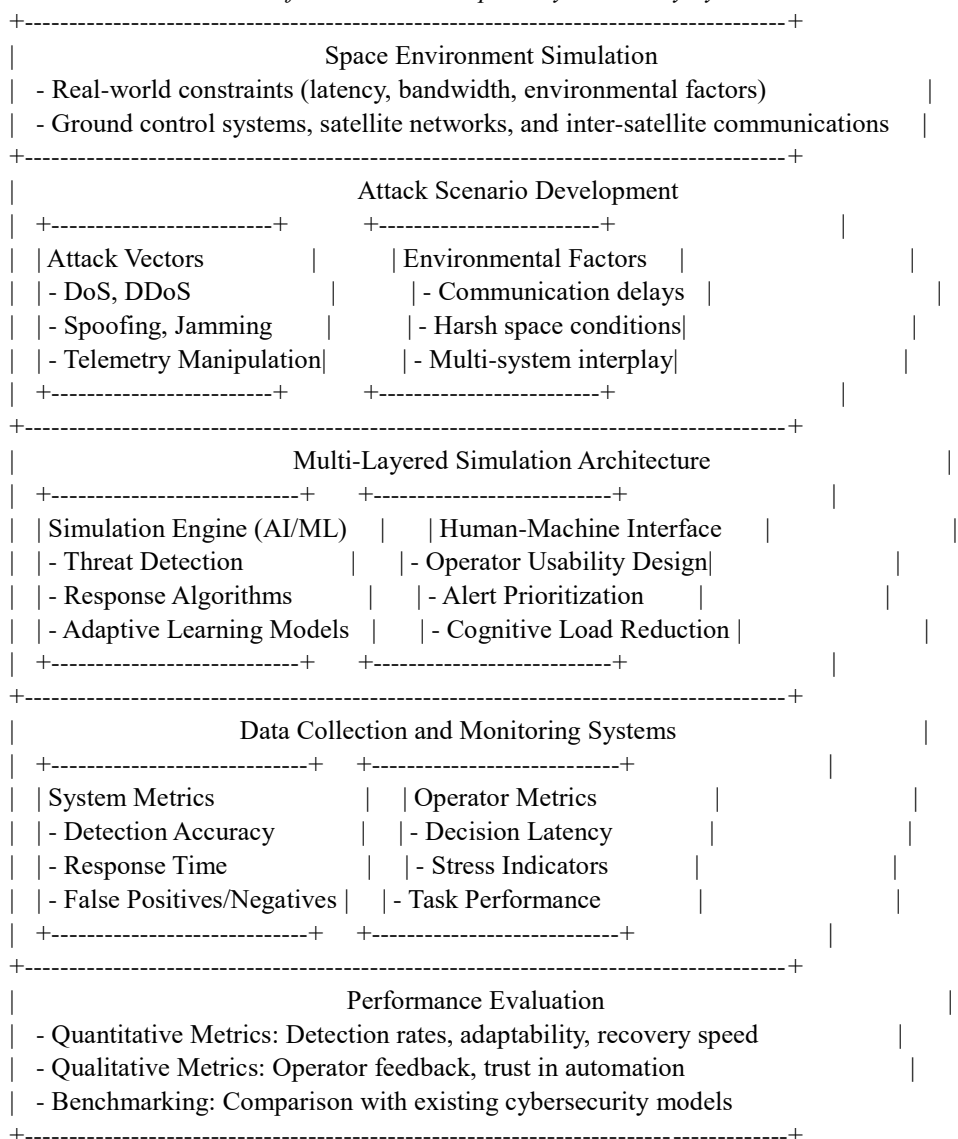 +-------------------------------------------------------------------------------------+
| Space Environment Simulation
| - Real-world constraints (latency, bandwidth, environmental factors) |
| - Ground control systems, satellite networks, and inter-satellite communications |
+-------------------------------------------------------------------------------------+
| Attack Scenario Development
| +-------------------------+ +-------------------------+ |
| | Attack Vectors | | Environmental Factors | |
| | - DoS, DDoS | | - Communication delays | |
| | - Spoofing, Jamming | | - Harsh space conditions| |
| | - Telemetry Manipulation| | - Multi-system interplay| |
| +-------------------------+ +-------------------------+ |
+-------------------------------------------------------------------------------------+
| Multi-Layered Simulation Architecture |
| +----------------------------+ +---------------------------+ |
| | Simulation Engine (AI/ML) | | Human-Machine Interface | |
| | - Threat Detection | | - Operator Usability Design| |
| | - Response Algorithms | | - Alert Prioritization | |
| | - Adaptive Learning Models | | - Cognitive Load Reduction | |
| +----------------------------+ +---------------------------+ |
+-------------------------------------------------------------------------------------+
| Data Collection and Monitoring Systems |
| +-----------------------------+ +----------------------------+ |
| | System Metrics | | Operator Metrics | |
| | - Detection Accuracy | | - Decision Latency | |
| | - Response Time | | - Stress Indicators | |
| | - False Positives/Negatives | | - Task Performance | |
| +-----------------------------+ +----------------------------+ |
+-------------------------------------------------------------------------------------+
| Performance Evaluation |
| - Quantitative Metrics: Detection rates, adaptability, recovery speed |
| - Qualitative Metrics: Operator feedback, trust in automation |
| - Benchmarking: Comparison with existing cybersecurity models
+-------------------------------------------------------------------------------------+